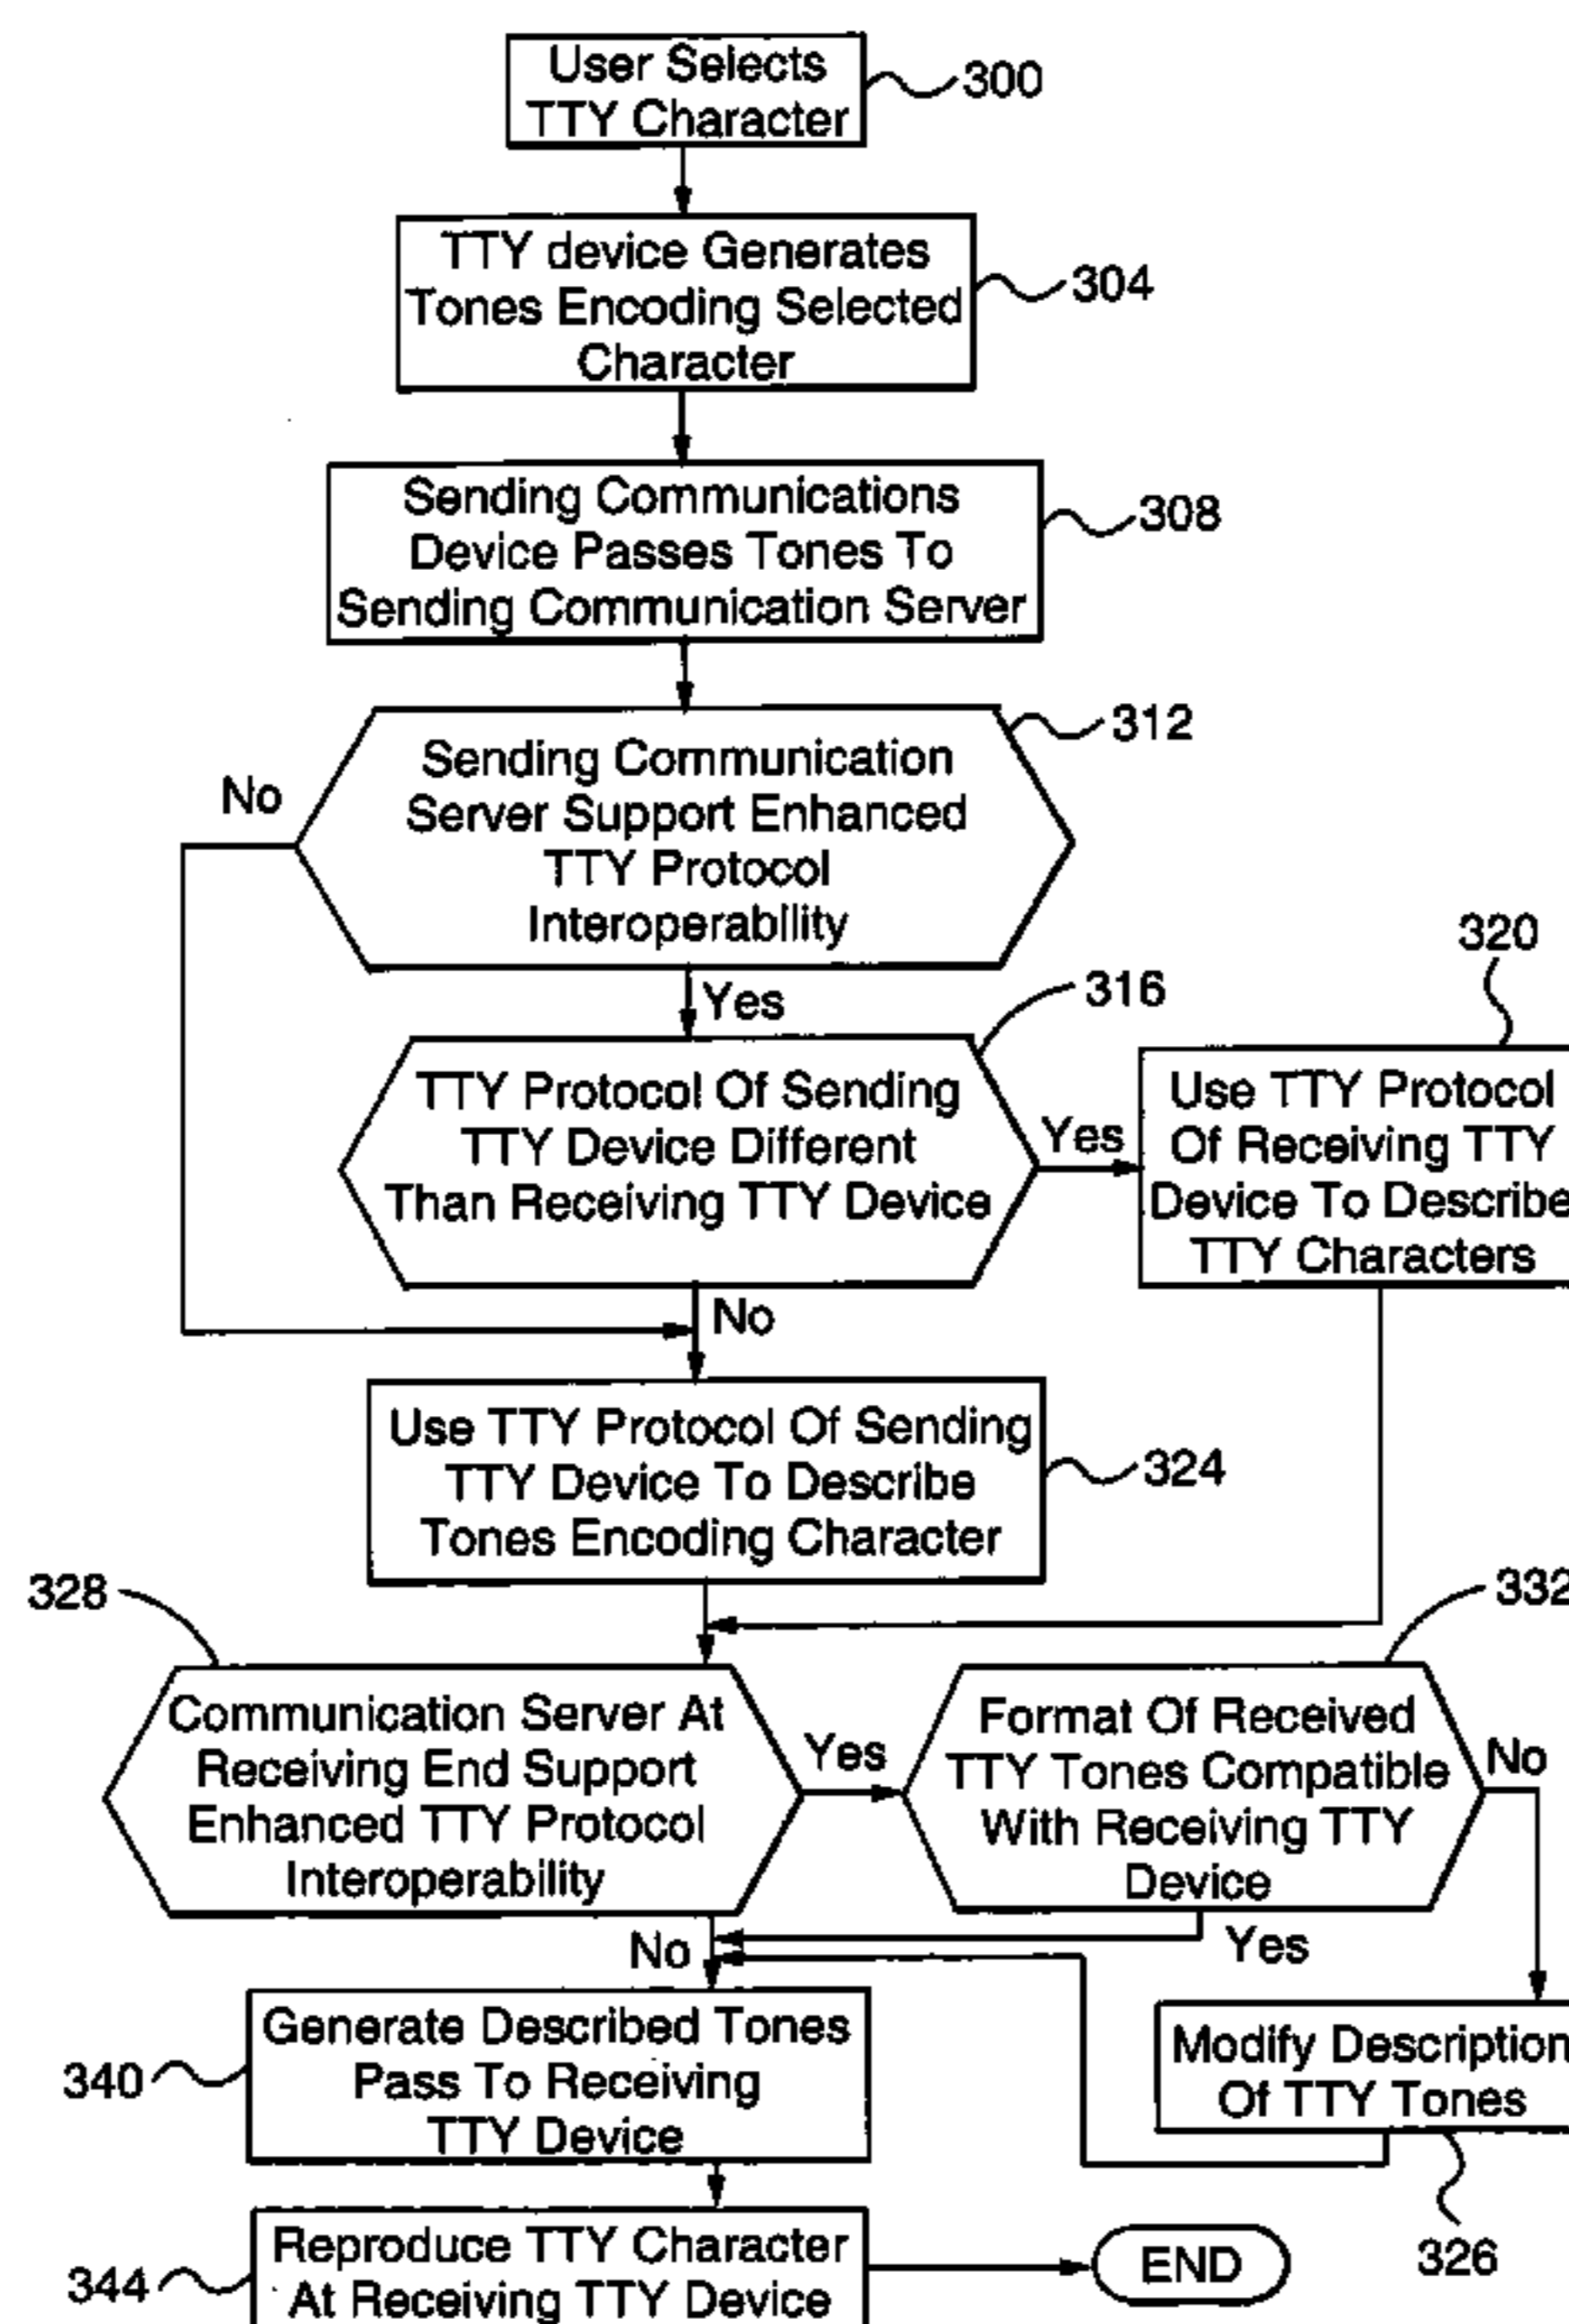 User Selects
TTY Character
300
TTY device Generates
Tones Encoding Selected
Character
304
Sending Communications
Device Passes Tones To
Sending Communication Server
308
312
Sending Communication
Server Support Enhanced
TTY Protocol
Interoperability
No
Yes
316
320
TTY Protocol Of Sending
TTY Device Different
Than Receiving TTY Device
Yes
Use TTY Protocol
Of Receiving TTY
Device To Describe
TTY Characters
No
Use TTY Protocol Of Sending
TTY Device To Describe
Tones Encoding Character
324
328
332
Communication Server At
Receiving End Support
Enhanced TTY Protocol
Interoperability
Yes
Format Of Received
TTY Tones Compatible
With Receiving TTY
Device
No
No
Yes
Generate Described Tones
Pass To Receiving
TTY Device
340
Modify Description
Of TTY Tones
326
Reproduce TTY Character
At Receiving TTY Device
344
END